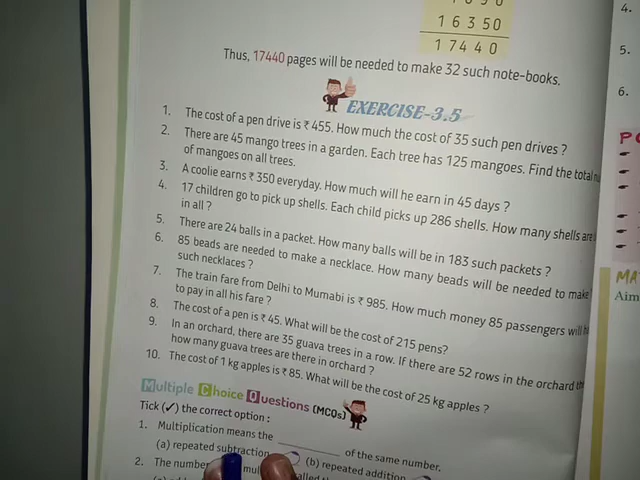 1 6 3 5 0
1 7 4 4 0
Thus, 17440 pages will be needed to make 32 such note-books.
EXERCISE-3.5
1. The cost of a pen drive is ₹ 455. How much the cost of 35 such pen drives ?
2. There are 45 mango trees in a garden. Each tree has 125 mangoes. Find the total
of mangoes on all trees.
3. A coolie earns ₹ 350 everyday. How much will he earn in 45 days ?
4. 17 children go to pick up shells. Each child picks up 286 shells. How many shells are
in all ?
5. There are 24 balls in a packet. How many balls will be in 183 such packets ?
6. 85 beads are needed to make a necklace. How many beads will be needed to make
such necklaces ?
7. The train fare from Delhi to Mumabi is ₹ 985. How much money 85 passengers will
to pay in all his fare ?
8. The cost of a pen is ₹ 45. What will be the cost of 215 pens?
9. In an orchard, there are 35 guava trees in a row. If there are 52 rows in the orchard
how many guava trees are there in orchard ?
10. The cost of 1 kg apples is ₹ 85. What will be the cost of 25 kg apples ?
Multiple Choice Questions (MCQs)
Tick (✓) the correct option :
1. Multiplication means the ________ of the same number.
(a) repeated subtraction (b) repeated addition
2. The number
4.
5.
6.
MA
Aim